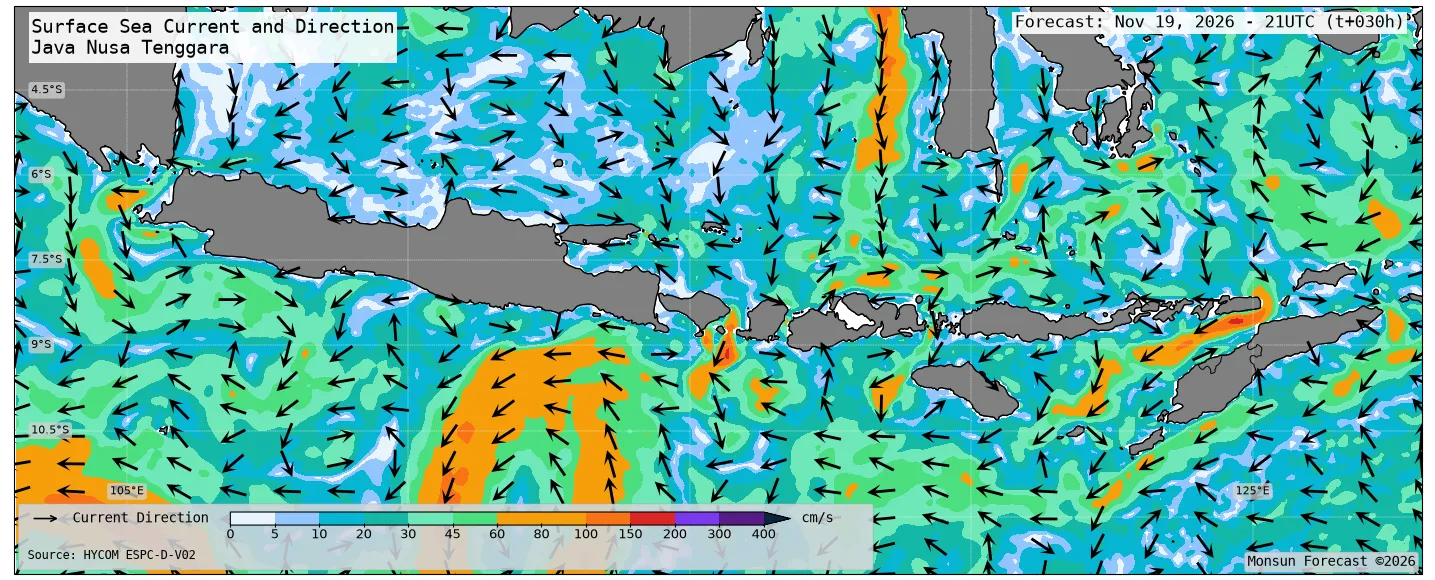 Surface Sea Current and Direction
Java Nusa Tenggara
Forecast: Nov 19, 2026 - 21UTC (t+030h)
4.5°S
6°S
7.5°S
9°S
10.5°S
105°E
125°E
Current Direction
0 5 10 20 30 45 60 80 100 150 200 300 400
cm/s
Source: HYCOM ESPC-D-V02
Monsun Forecast ©2026